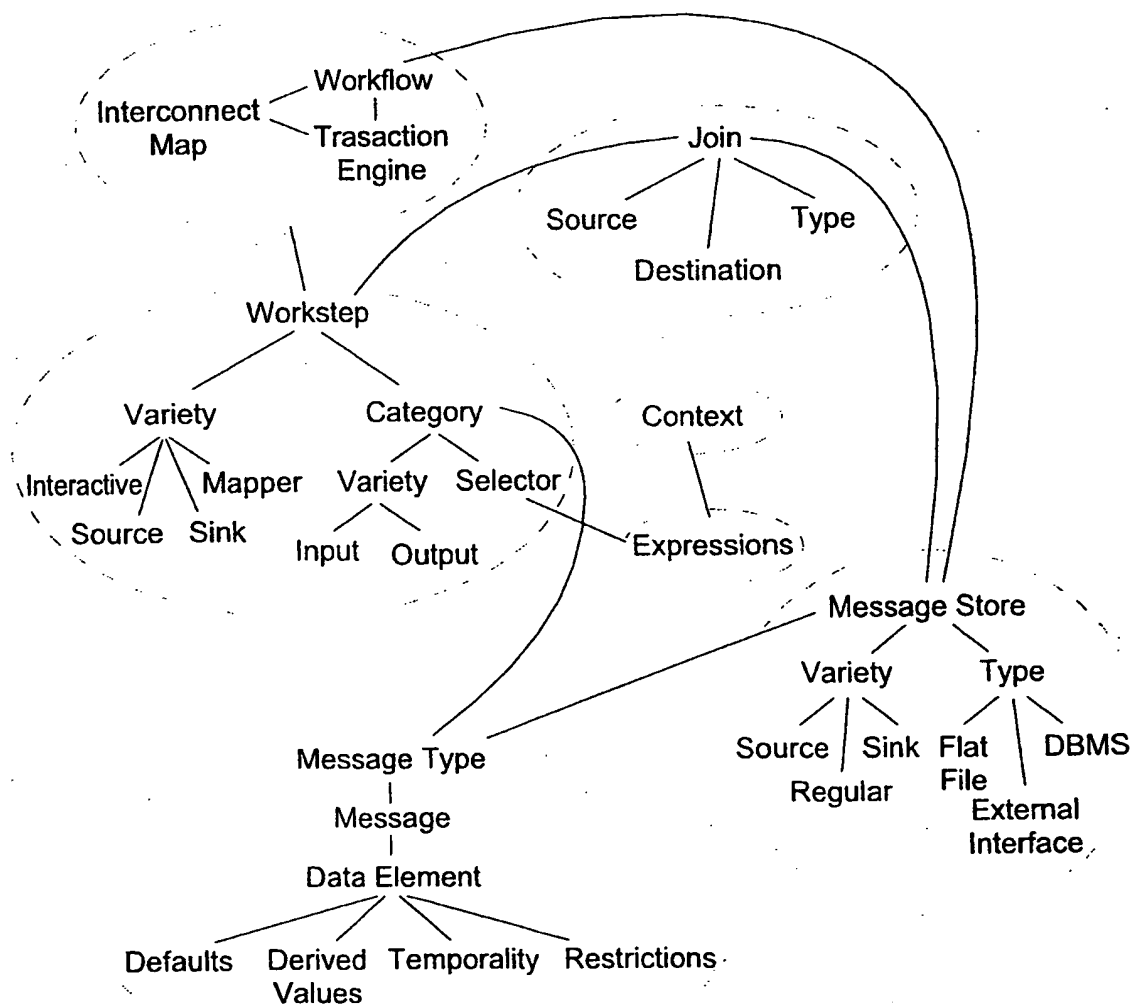 Workflow
Interconnect
Map
Trasaction
Engine
Join
Source
Type
Destination
Workstep
Variety
Category
Context
Interactive
Mapper
Variety
Selector
Source
Sink
Input
Output
Expressions
Message Store
Variety
Type
Source
Sink
Flat
File
DBMS
Regular
External
Interface
Message Type
Message
Data Element
Defaults
Derived
Values
Temporality
Restrictions